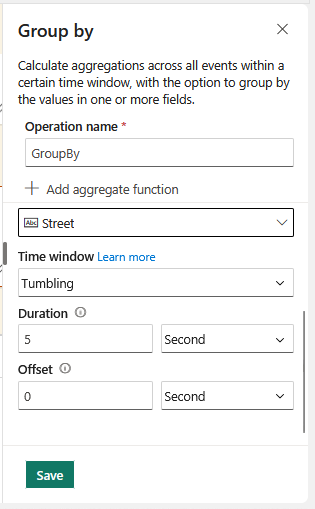 Group by
Calculate aggregations across all events within a
certain time window, with the option to group by
the values in one or more fields.
Operation name *
GroupBy
Add aggregate function
Abc Street
Time window Learn more
Tumbling
Duration
5 Second
Offset
0 Second
Save